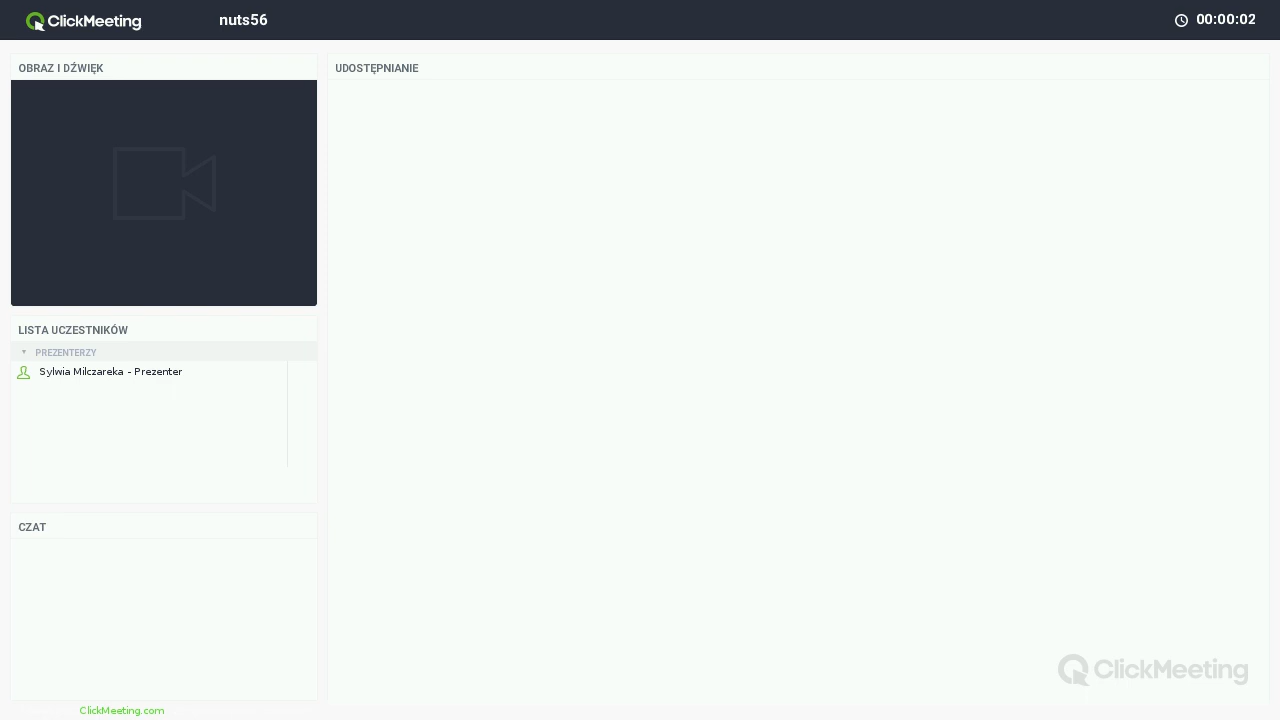 ClickMeeting
nuts56
00:00:02
OBRAZ I DŹWIĘK
UDOSTĘPNIANIE
LISTA UCZESTNIKÓW
PREZENTERZY
Sylwia Milczareka - Prezenter
CZAT
ClickMeeting
ClickMeeting.com